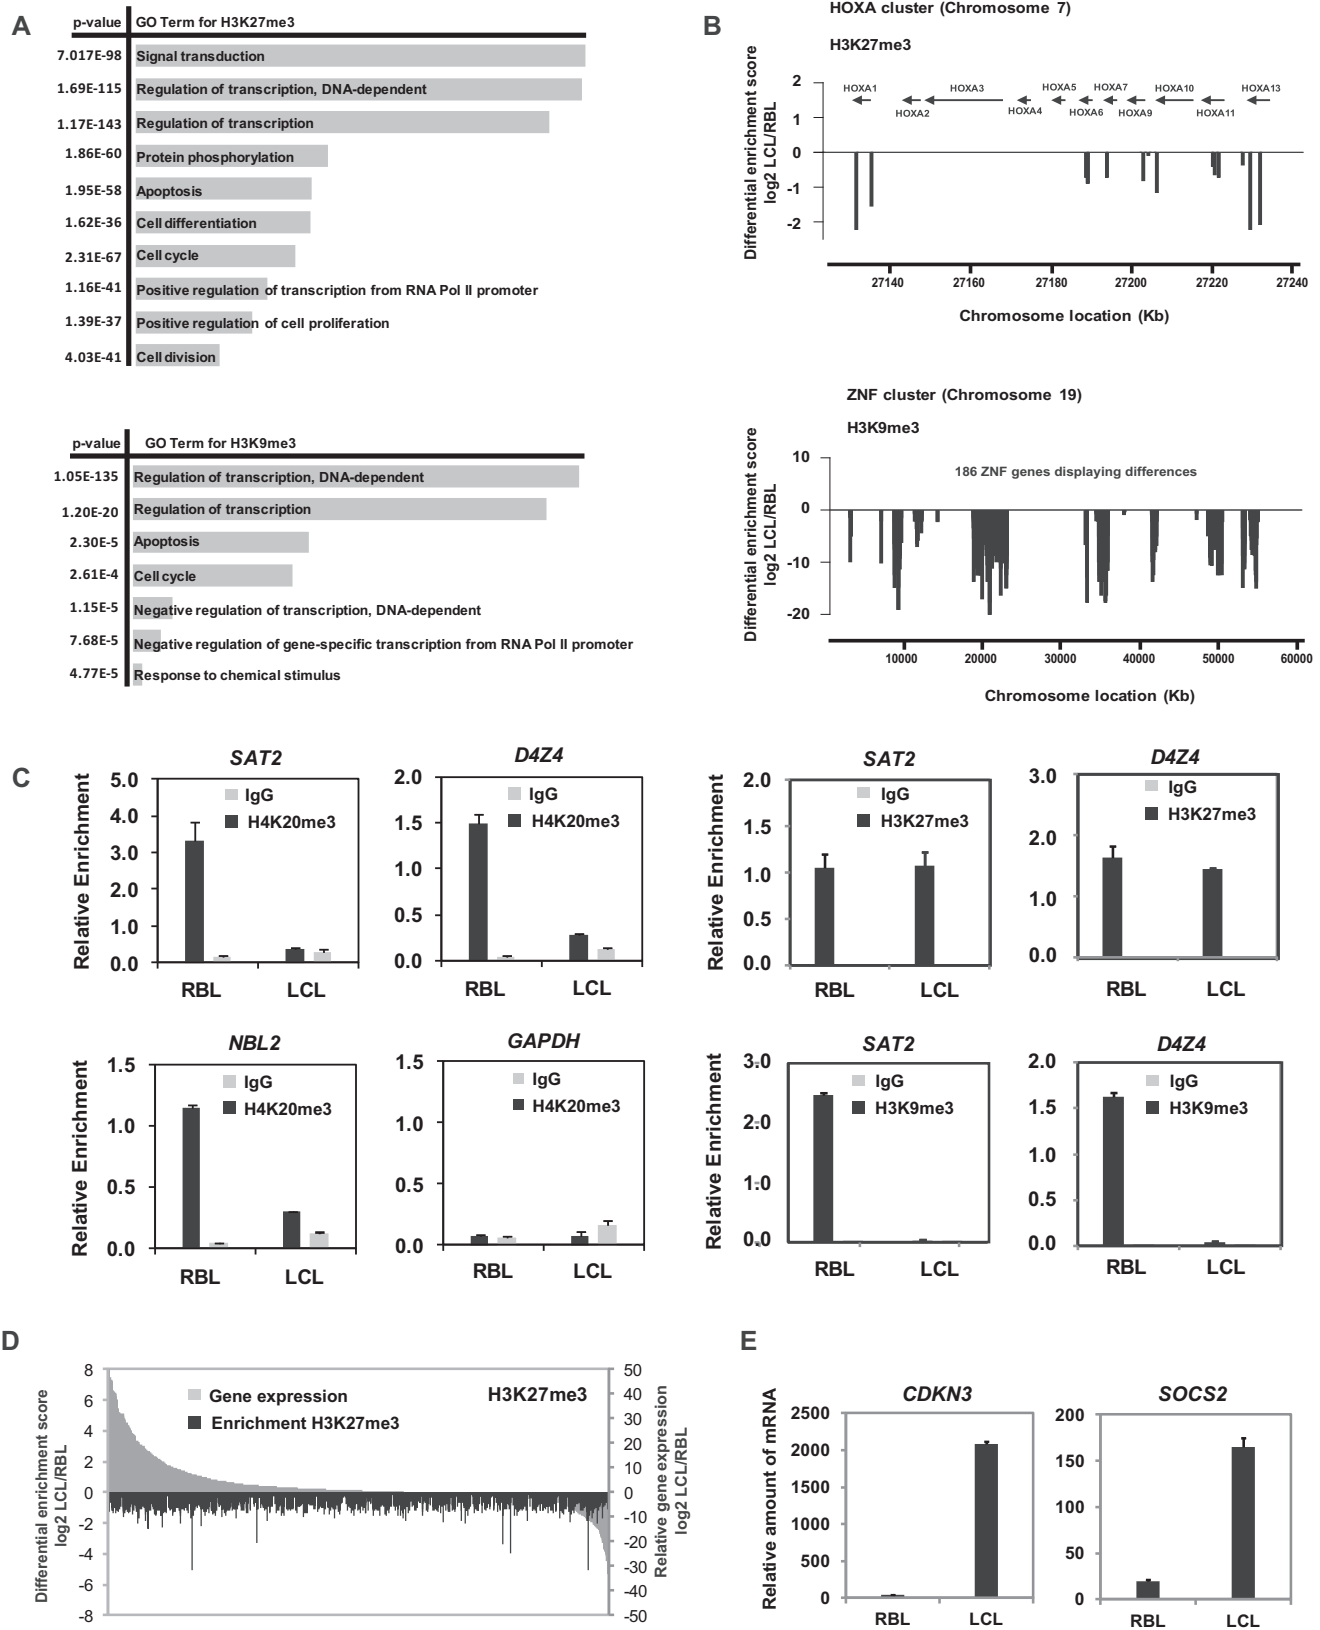 A
p-value GO Term for H3K27me3
7.017E-98 Signal transduction
1.69E-115 Regulation of transcription, DNA-dependent
1.17E-143 Regulation of transcription
1.86E-60 Protein phosphorylation
1.95E-58 Apoptosis
1.62E-36 Cell differentiation
2.31E-67 Cell cycle
1.16E-41 Positive regulation of transcription from RNA Pol II promoter
1.39E-37 Positive regulation of cell proliferation
4.03E-41 Cell division
p-value GO Term for H3K9me3
1.05E-135 Regulation of transcription, DNA-dependent
1.20E-20 Regulation of transcription
2.30E-5 Apoptosis
2.61E-4 Cell cycle
1.15E-5 Negative regulation of transcription, DNA-dependent
7.68E-5 Negative regulation of gene-specific transcription from RNA Pol II promoter
4.77E-5 Response to chemical stimulus
B
HOXA cluster (Chromosome 7)
H3K27me3
Differential enrichment score
log2 LCL/RBL
2
1
0
-1
-2
HOXA1 HOXA3 HOXA5 HOXA7 HOXA10 HOXA13
HOXA2 HOXA4 HOXA6 HOXA9 HOXA11
27140 27160 27180 27200 27220 27240
Chromosome location (Kb)
ZNF cluster (Chromosome 19)
H3K9me3
Differential enrichment score
log2 LCL/RBL
10
0
-10
-20
186 ZNF genes displaying differences
10000 20000 30000 40000 50000 60000
Chromosome location (Kb)
C
SAT2
Relative Enrichment
5.0
4.0
3.0
2.0
1.0
0.0
IgG
H4K20me3
RBL LCL
D4Z4
2.0
1.5
1.0
0.5
0.0
IgG
H4K20me3
RBL LCL
SAT2
Relative Enrichment
2.0
1.5
1.0
0.5
0.0
IgG
H3K27me3
RBL LCL
D4Z4
3.0
2.0
1.0
0.0
IgG
H3K27me3
RBL LCL
NBL2
Relative Enrichment
1.5
1.0
0.5
0.0
IgG
H4K20me3
RBL LCL
GAPDH
1.5
1.0
0.5
0.0
IgG
H4K20me3
RBL LCL
SAT2
Relative Enrichment
3.0
2.0
1.0
0.0
IgG
H3K9me3
RBL LCL
D4Z4
2.0
1.5
1.0
0.5
0.0
IgG
H3K9me3
RBL LCL
D
Differential enrichment score
log2 LCL/RBL
8
6
4
2
0
-2
-4
-6
-8
Gene expression
Enrichment H3K27me3
H3K27me3
50
40
30
20
10
0
-10
-20
-30
-40
-50
Relative gene expression
log2 LCL/RBL
E
Relative amount of mRNA
CDKN3
2500
2000
1500
1000
500
0
RBL LCL
SOCS2
200
150
100
50
0
RBL LCL